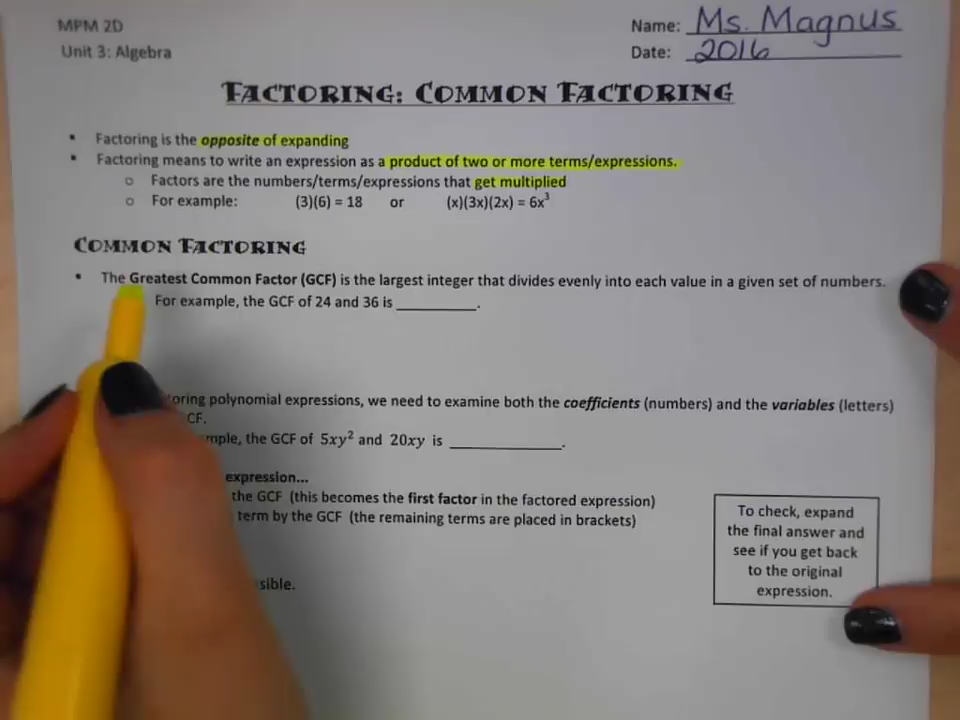 MPM 2D
Unit 3: Algebra
Name: Ms. Magnus
Date: 2016
FACTORING: COMMON FACTORING
Factoring is the opposite of expanding
Factoring means to write an expression as a product of two or more terms/expressions.
Factors are the numbers/terms/expressions that get multiplied
For example: (3)(6) = 18 or (x)(3x)(2x) = 6x³
COMMON FACTORING
The Greatest Common Factor (GCF) is the largest integer that divides evenly into each value in a given set of numbers.
For example, the GCF of 24 and 36 is __________.
polynomial expressions, we need to examine both the coefficients (numbers) and the variables (letters)
the GCF of 5xy² and 20xy is ______________.
expression...
the GCF (this becomes the first factor in the factored expression)
term by the GCF (the remaining terms are placed in brackets)
To check, expand
the final answer and
see if you get back
to the original
expression.